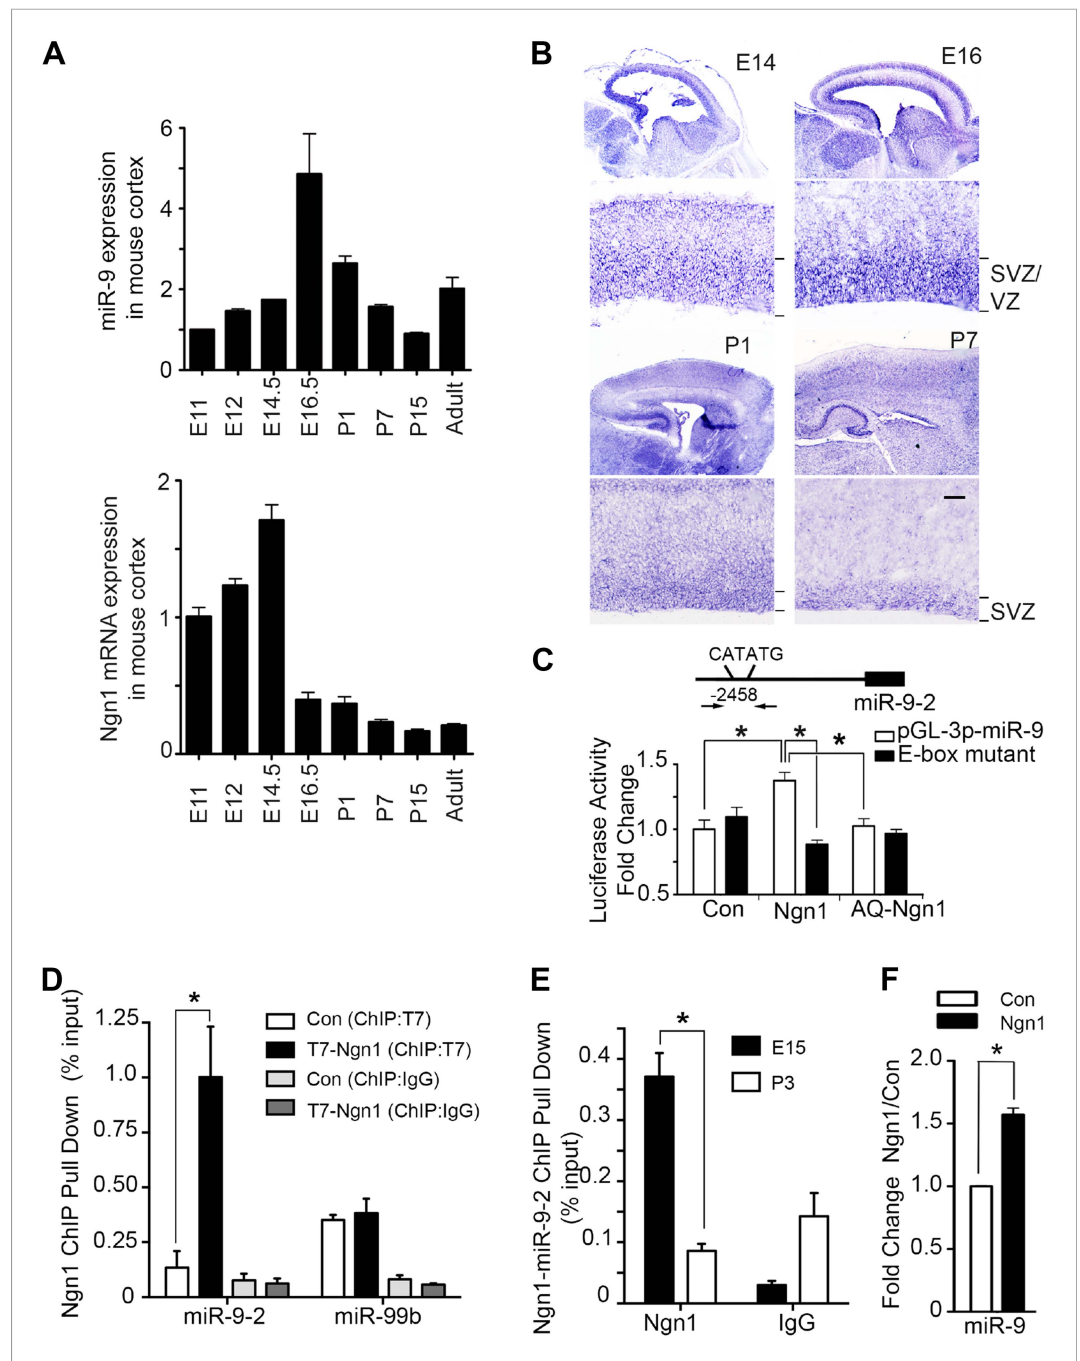 A
miR-9 expression
in mouse cortex
6
4
2
0
E11
E12
E14.5
E16.5
P1
P7
P15
Adult
Ngn1 mRNA expression
in mouse cortex
2
1
0
E11
E12
E14.5
E16.5
P1
P7
P15
Adult
B
E14
E16
SVZ/
VZ
P1
P7
SVZ
C
CATATG
-2458
miR-9-2
pGL-3p-miR-9
E-box mutant
* * *
Luciferase Activity
Fold Change
1.5
1.0
0.5
Con
Ngn1
AQ-Ngn1
D
Ngn1 ChIP Pull Down (% input)
1.25
1.0
0.75
0.50
0.25
0
*
Con (ChIP:T7)
T7-Ngn1 (ChIP:T7)
Con (ChIP:IgG)
T7-Ngn1 (ChIP:IgG)
miR-9-2
miR-99b
E
Ngn1-miR-9-2 ChIP Pull Down
(% input)
0.4
0.3
0.2
0.1
0
*
E15
P3
Ngn1
IgG
F
Con
Ngn1
Fold Change Ngn1/Con
2.0
1.5
1.0
0.5
0
*
miR-9